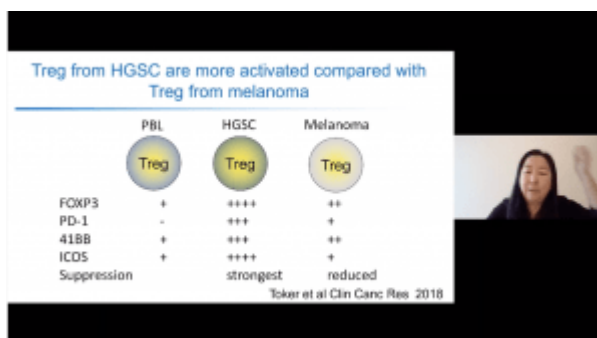 Treg from HGSC are more activated compared with
Treg from melanoma
PBL HGSC Melanoma
Treg Treg Treg
FOXP3 + ++++ ++
PD-1 - +++ +
41BB + +++ ++
ICOS + ++++ +
Suppression strongest reduced
Toker et al Clin Canc Res 2018